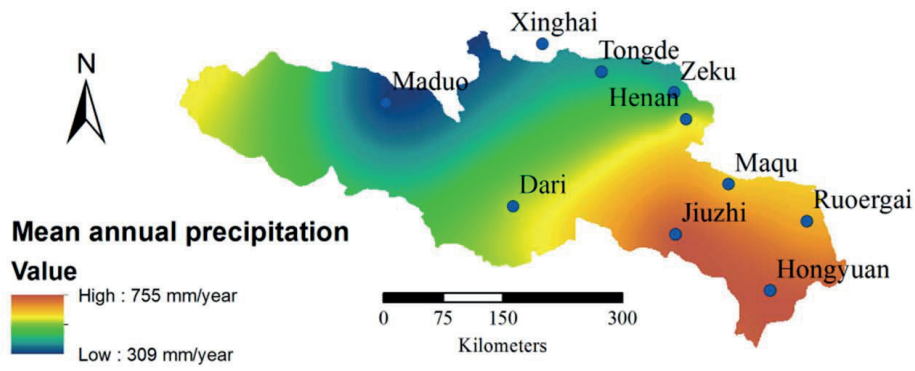 Xinghai
Tongde
N
Zeku
Maduo
Henan
Maqu
Dari
Ruoergai
Jiuzhi
Mean annual precipitation
Value
Hongyuan
High : 755 mm/year
0 75 150 300
Kilometers
Low : 309 mm/year